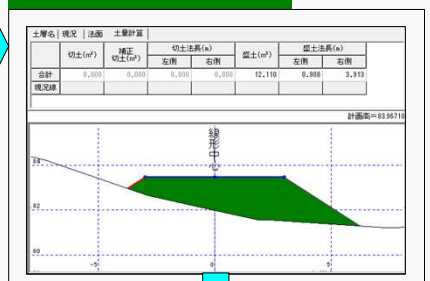 土層名 現況 法面 土量計算
切土(m²) 補正切土(m²) 切土法長(m) 盛土(m²) 盛土法長(m)
左側 右側 左側 右側
合計 0.000 0.000 0.000 0.000 12.110 0.908 3.913
現況線
計画高=83.96710
線形中心
84
82
80
-5 0 5